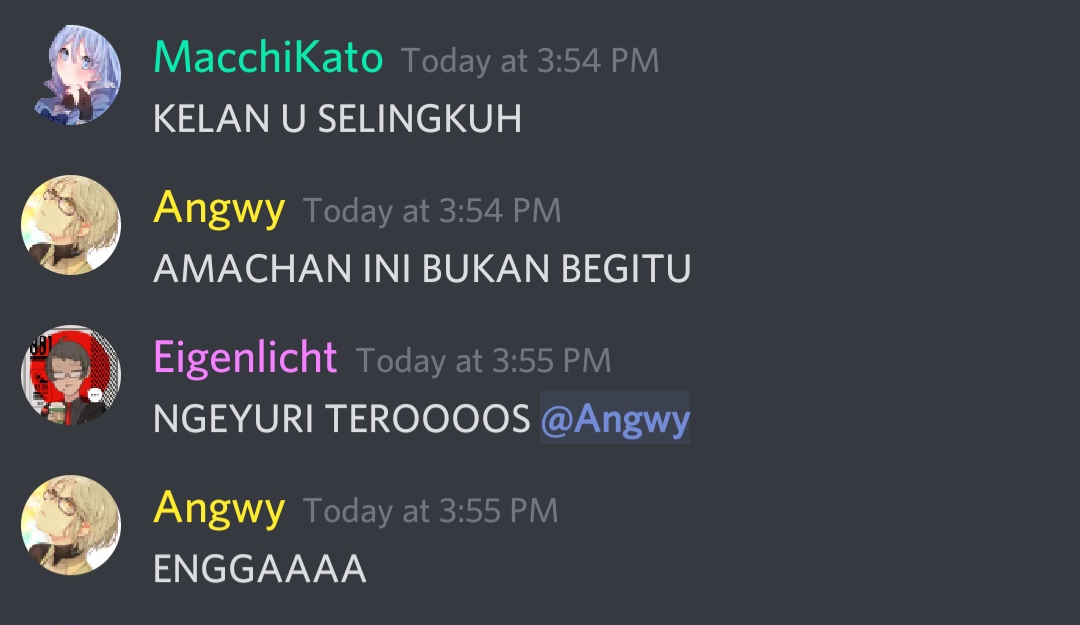 MacchiKato Today at 3:54 PM
KELAN U SELINGKUH
Angwy Today at 3:54 PM
AMACHAN INI BUKAN BEGITU
Eigenlicht Today at 3:55 PM
NGEYURI TEROOOOS @Angwy
Angwy Today at 3:55 PM
ENGGAAAA